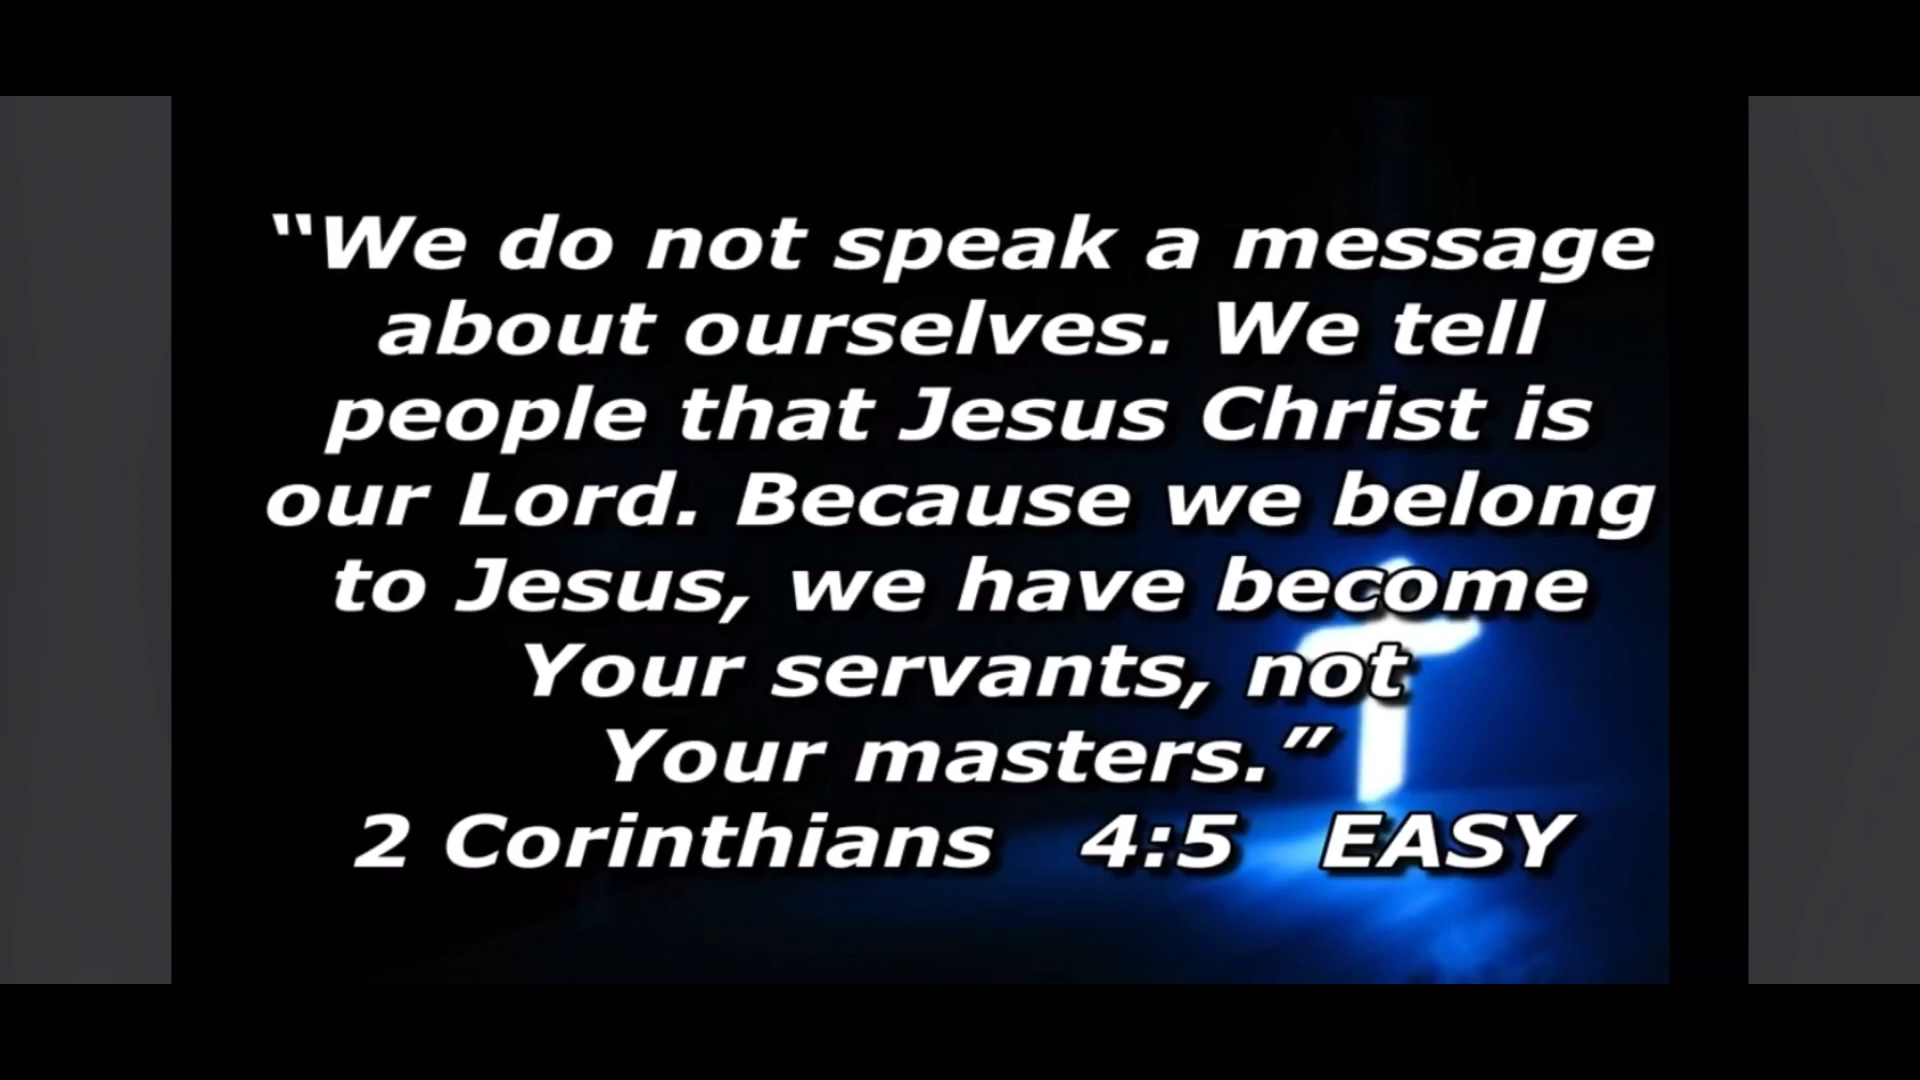 “We do not speak a message
about ourselves. We tell
people that Jesus Christ is
our Lord. Because we belong
to Jesus, we have become
Your servants, not
Your masters.”
2 Corinthians 4:5 EASY